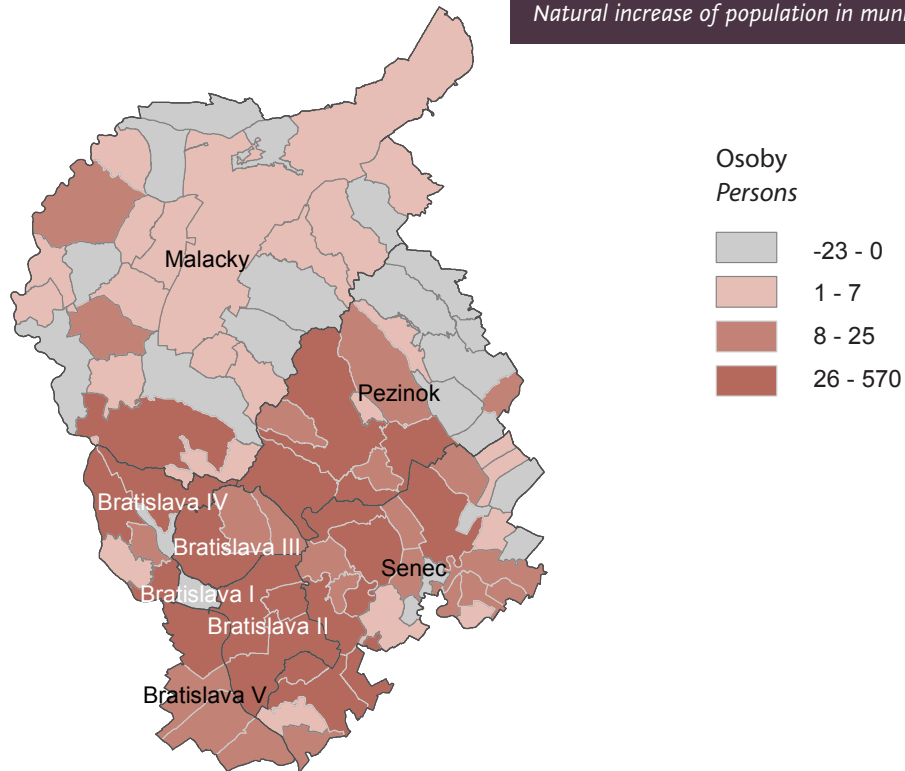 Natural increase of population in
Osoby
Persons
-23 - 0
1 - 7
8 - 25
26 - 570
Malacky
Pezinok
Bratislava IV
Bratislava III
Senec
Bratislava I
Bratislava II
Bratislava V